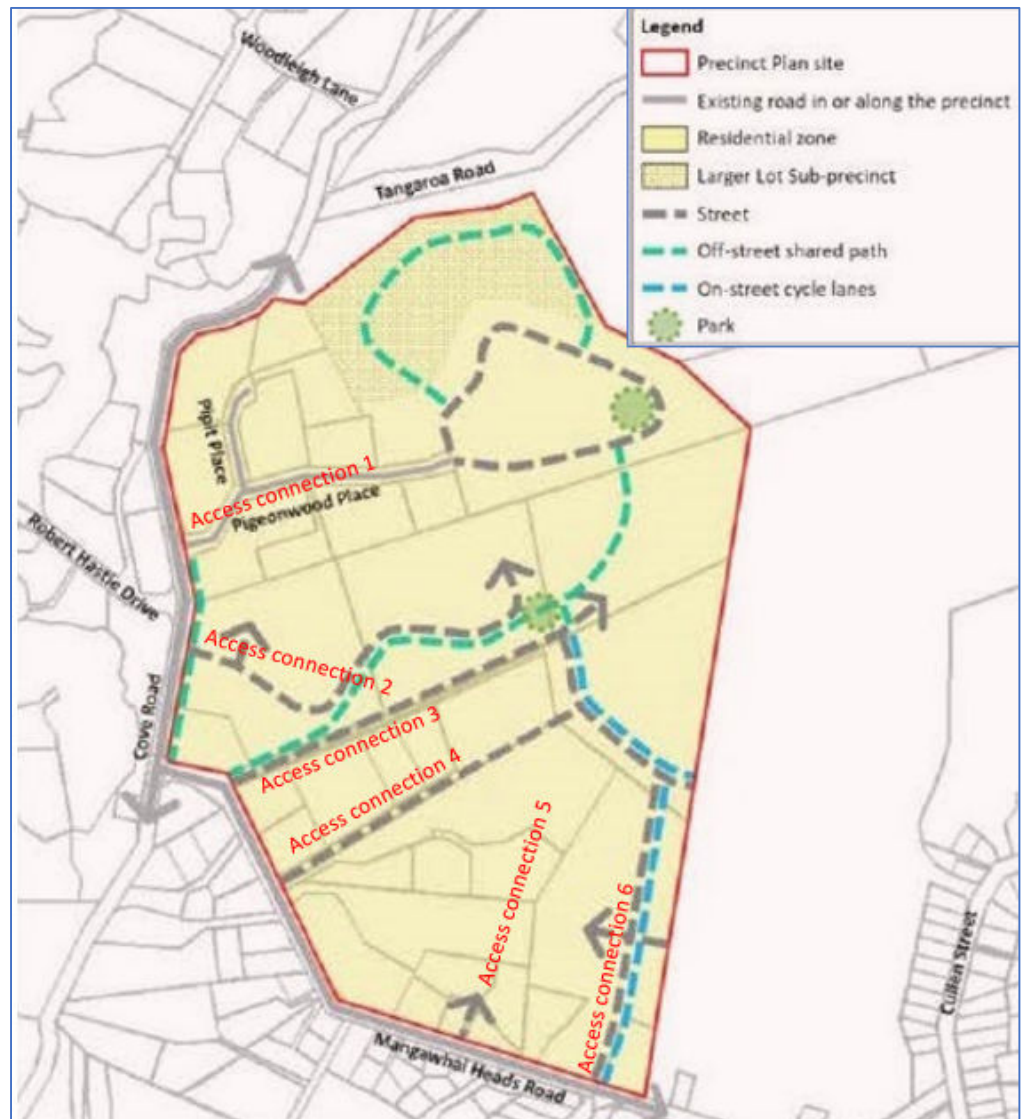 Legend
Precinct Plan site
Existing road in or along the precinct
Residential zone
Larger Lot Sub-precinct
Street
Off-street shared path
On-street cycle lanes
Park
Woodleigh Lane
Tangaroa Road
Pipit Place
Access connection 1
Pigeonwood Place
Robert Hastie Drive
Access connection 2
Cove Road
Access connection 3
Access connection 4
Access connection 5
Access connection 6
Cullen Street
Mangawhai Heads Road